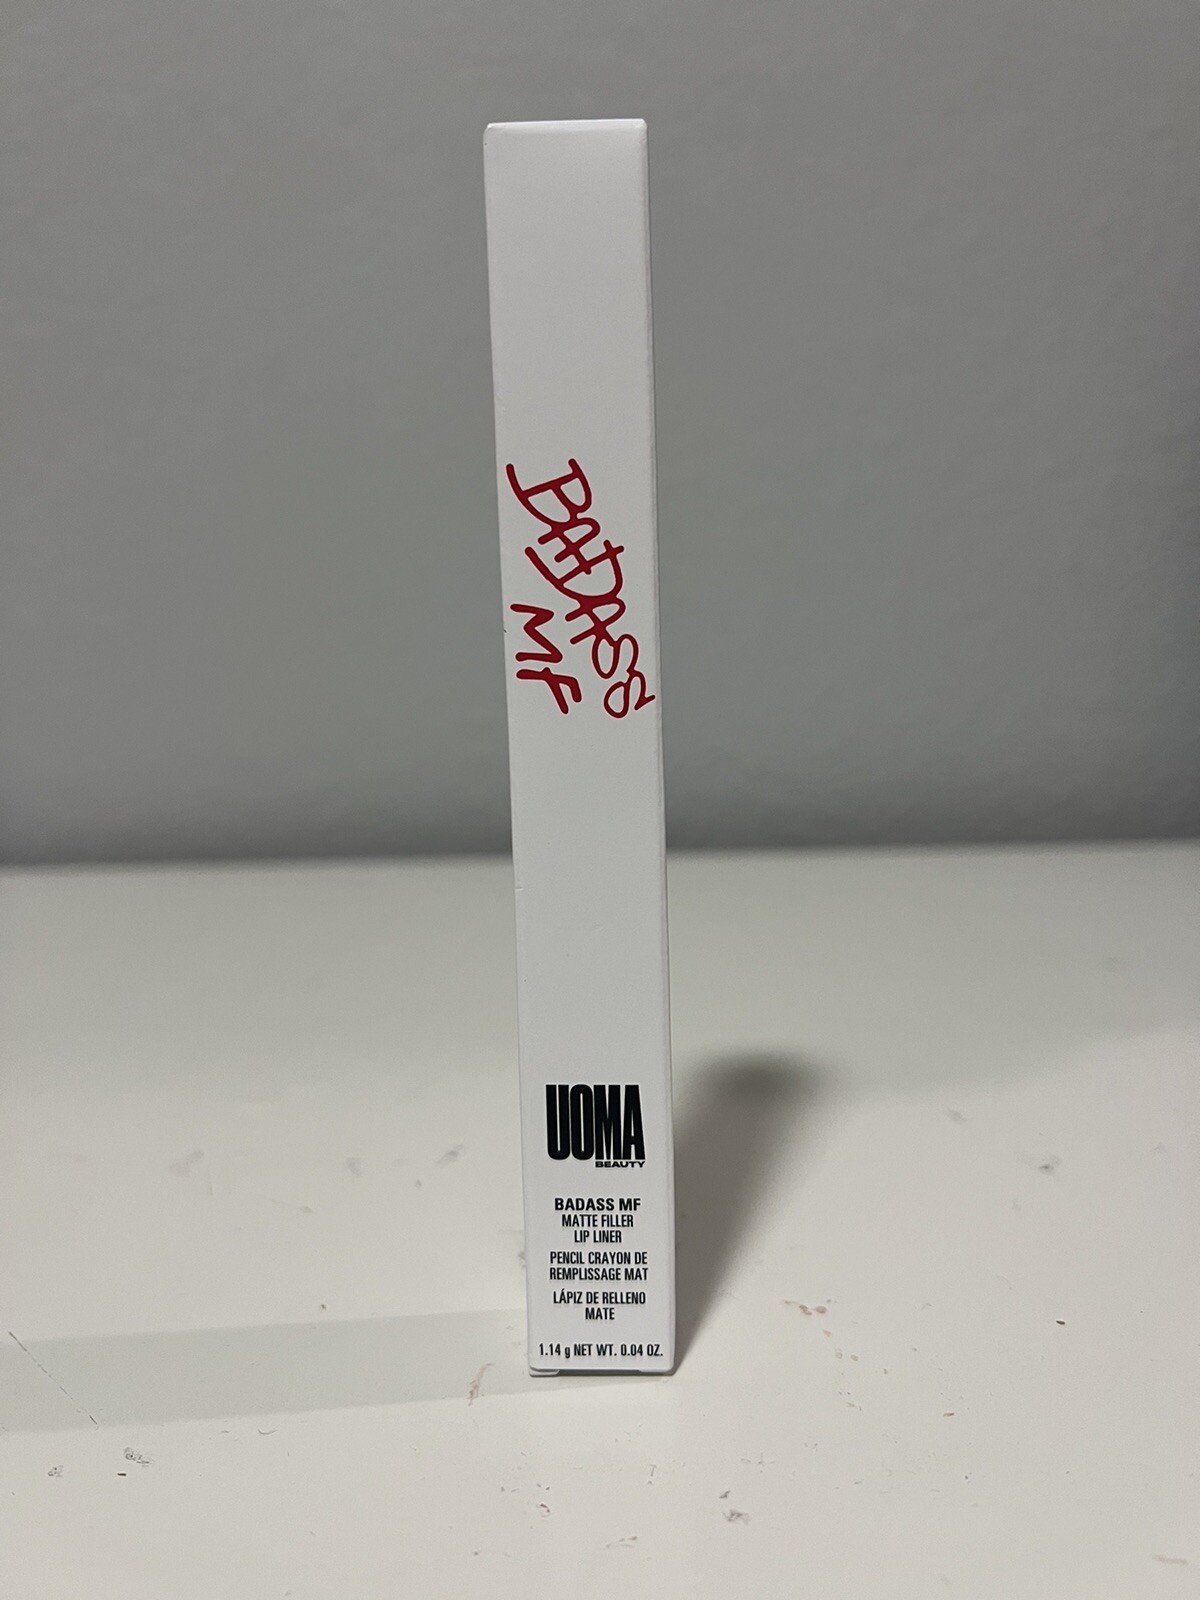 BADASS
MF
UOMA
BEAUTY
BADASS MF
MATTE FILLER
LIP LINER
PENCIL CRAYON DE
REMPLISSAGE MAT
LÁPIZ DE RELLENO
MATE
1.14 g NET WT. 0.04 OZ.